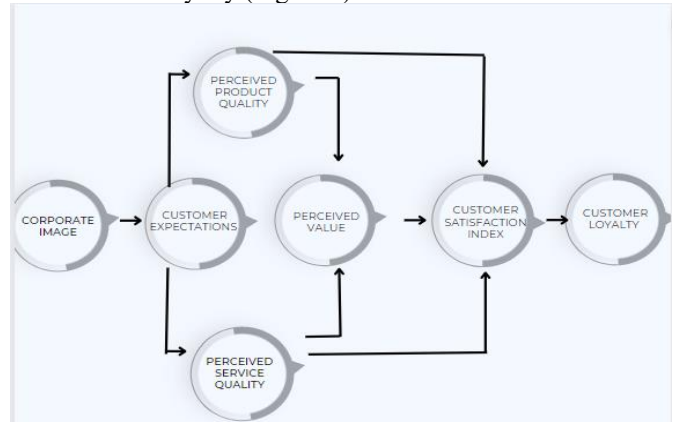 PERCEIVED
PRODUCT
QUALITY
CORPORATE
IMAGE
CUSTOMER
EXPECTATIONS
PERCEIVED
VALUE
CUSTOMER
SATISFACTION
INDEX
CUSTOMER
LOYALTY
PERCEIVED
SERVICE
QUALITY